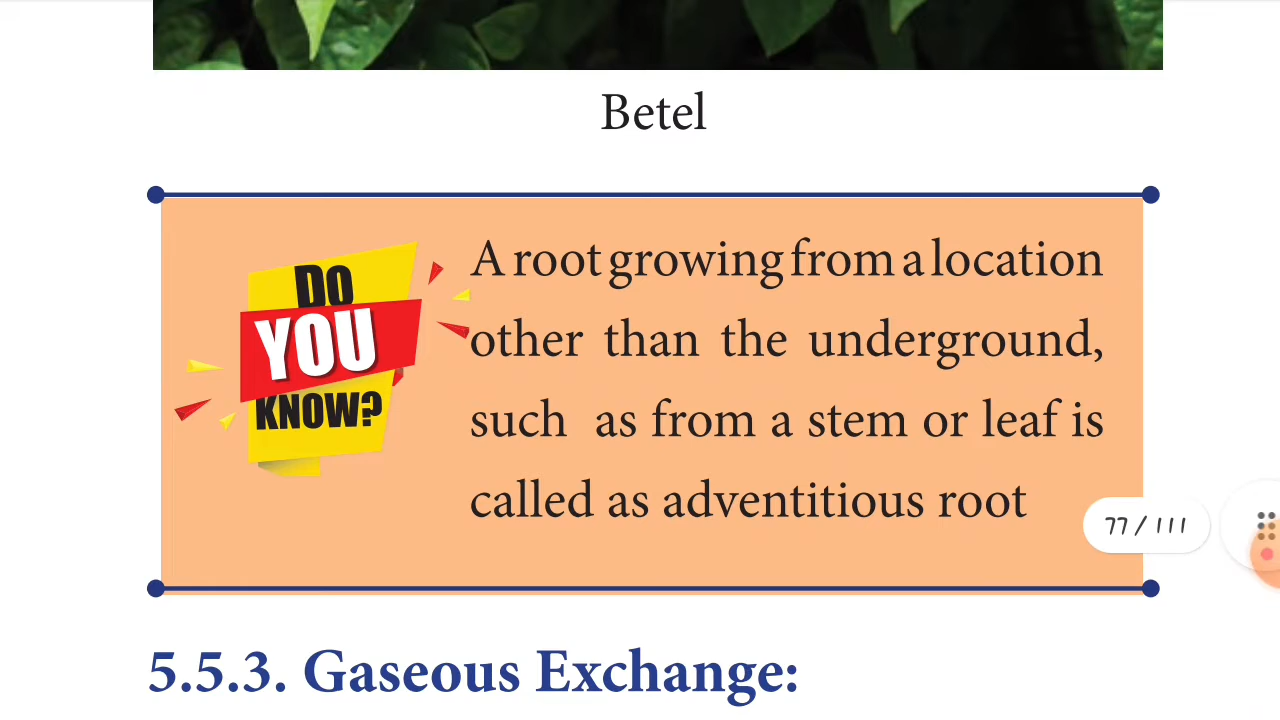 Betel
DO
YOU
KNOW?
A root growing from a location
other than the underground,
such as from a stem or leaf is
called as adventitious root
77 / 111
5.5.3. Gaseous Exchange: